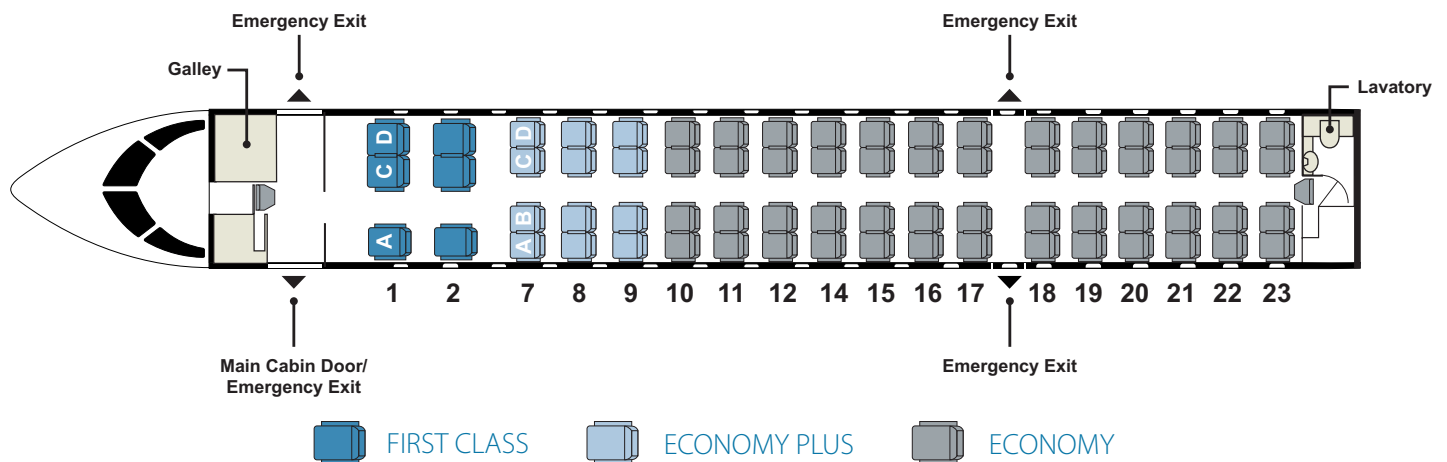 Emergency Exit
Emergency Exit
Galley
Lavatory
D
C
D
C
A
B
A
1 2 7 8 9 10 11 12 14 15 16 17 18 19 20 21 22 23
Main Cabin Door/
Emergency Exit
Emergency Exit
FIRST CLASS
ECONOMY PLUS
ECONOMY